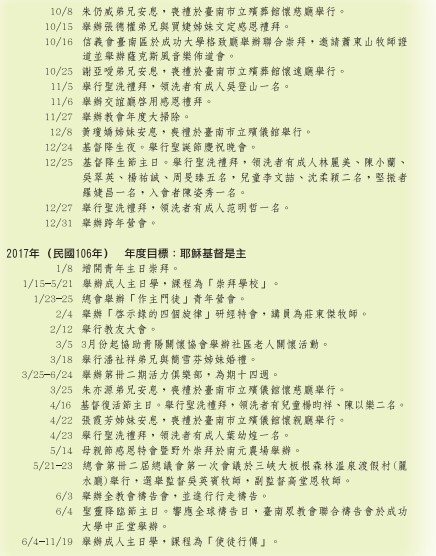 10/8 朱仍威弟兄安息，喪禮於臺南市立殯葬館懷慈廳舉行。
10/15 舉辦張德權弟兄與賈婕姊妹文定感恩禮拜。
10/16 信義會臺南區於成功大學格致廳舉辦聯合崇拜，邀請蕭東山牧師證
道並舉辦薩克斯風音樂佈道會。
10/25 謝亞嬡弟兄安息，喪禮於臺南市立殯葬館懷遠廳舉行。
11/5 舉行聖洗禮拜，領洗者有成人吳登山一名。
11/6 舉辦交誼廳啓用感恩禮拜。
11/27 舉辦教會年度大掃除。
12/8 黃瓊嬌姊妹安息，喪禮於臺南市立殯儀館舉行。
12/24 基督降生夜。舉行聖誕節慶祝晚會。
12/25 基督降生節主日。舉行聖洗禮拜，領洗者有成人林麗美、陳小蘭、
吳翠英、楊祐誠、周旻臻五名，兒童李文喆、沈柔穎二名，堅振者
羅婕昌一名，入會者陳姿秀一名。
12/27 舉行聖洗禮拜，領洗者有成人范明哲一名。
12/31 舉辦跨年營會。
2017年（民國106年） 年度目標：耶穌基督是主
1/8 增開青年主日崇拜。
1/15-5/21 舉辦成人主日學，課程為「崇拜學校」。
1/23-25 總會舉辦「作主門徒」青年營會。
2/4 舉辦「啓示錄的四個旋律」研經特會，講員為莊東傑牧師。
2/12 舉行教友大會。
3/5 3月份起協助青陽關懷協會舉辦社區老人關懷活動。
3/18 舉行潘祉祥弟兄與簡雪芬姊妹婚禮。
3/25-6/24 舉辦第卅二期活力俱樂部，為期十四週。
3/25 朱亦源弟兄安息，喪禮於臺南市立殯儀館懷慈廳舉行。
4/16 基督復活節主日。舉行聖洗禮拜，領洗者有兒童楊昀祥、陳以樂二名。
4/22 張霞芳姊妹安息，喪禮於臺南市立殯儀館懷親廳舉行。
4/23 舉行聖洗禮拜，領洗者有成人葉幼煌一名。
5/14 母親節感恩特會暨野外崇拜於南元農場舉辦。
5/21-23 總會第卅二屆總議會第一次會議於三峽大板根森林溫泉渡假村(麗
水廳)舉行，選舉監督吳英賓牧師，副監督高堂恩牧師。
6/3 舉辦全教會禱告會，並進行行走禱告。
6/4 聖靈降臨節主日。響應全球禱告日，臺南眾教會聯合禱告會於成功
大學中正堂舉辦。
6/4-11/19 舉辦成人主日學，課程為「使徒行傳」。